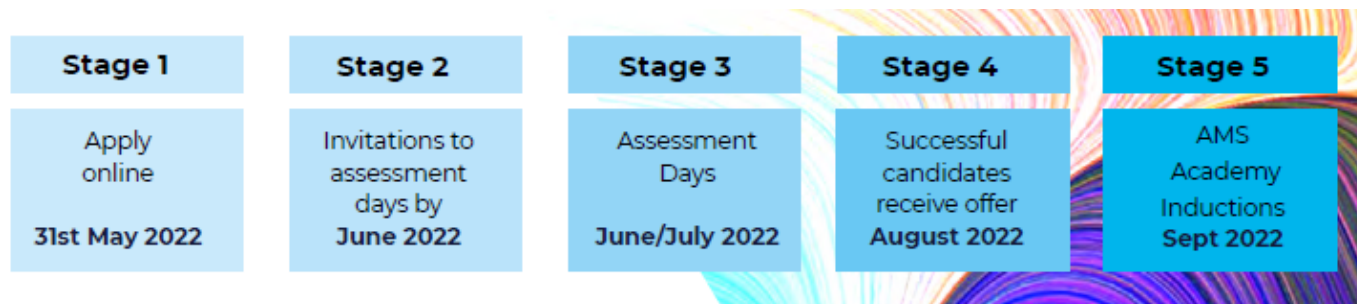 Stage 1
Apply
online
31st May 2022
Stage 2
Invitations to
assessment
days by
June 2022
Stage 3
Assessment
Days
June/July 2022
Stage 4
Successful
candidates
receive offer
August 2022
Stage 5
AMS
Academy
Inductions
Sept 2022